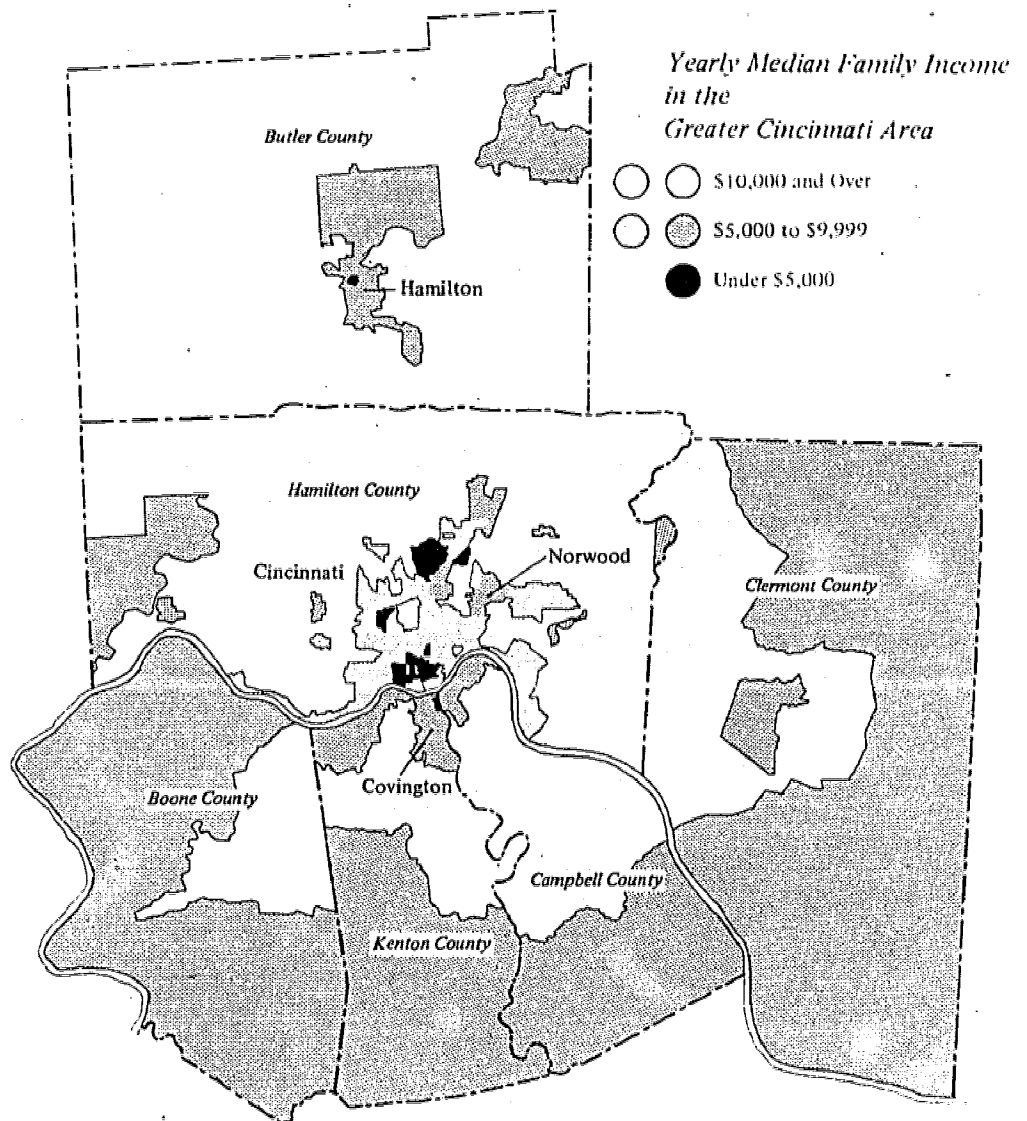 Yearly Median Family Income
in the
Greater Cincinnati Area
$10,000 and Over
$5,000 to $9,999
Under $5,000
Butler County
Hamilton
Hamilton County
Cincinnati
Norwood
Clermont County
Covington
Boone County
Campbell County
Kenton County